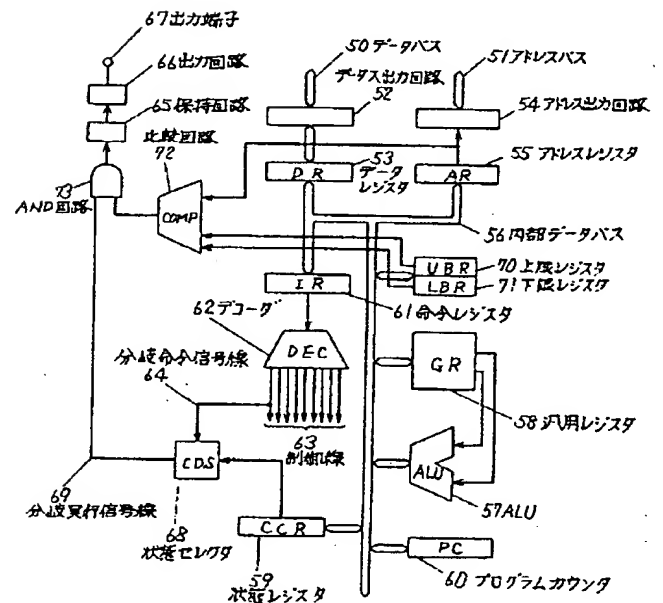 67出力端子
50データバス
51アドレスバス
66出力回路
データス出力回路
52
54アドレス出力回路
65保持回路
比較回路
72
DR
53
データ
レジスタ
AR
55アドレスレジスタ
73
AND回路
COMP
56内部データバス
UBR
70上限レジスタ
LBR
71下限レジスタ
IR
61命令レジスタ
62デコーダ
DEC
分岐命令信号線
64
GR
58汎用レジスタ
63
制御線
CDS
ALU
57ALU
69
分岐実行信号線
68
状態セレクタ
CCR
59
状態レジスタ
PC
60プログラムカウンタ